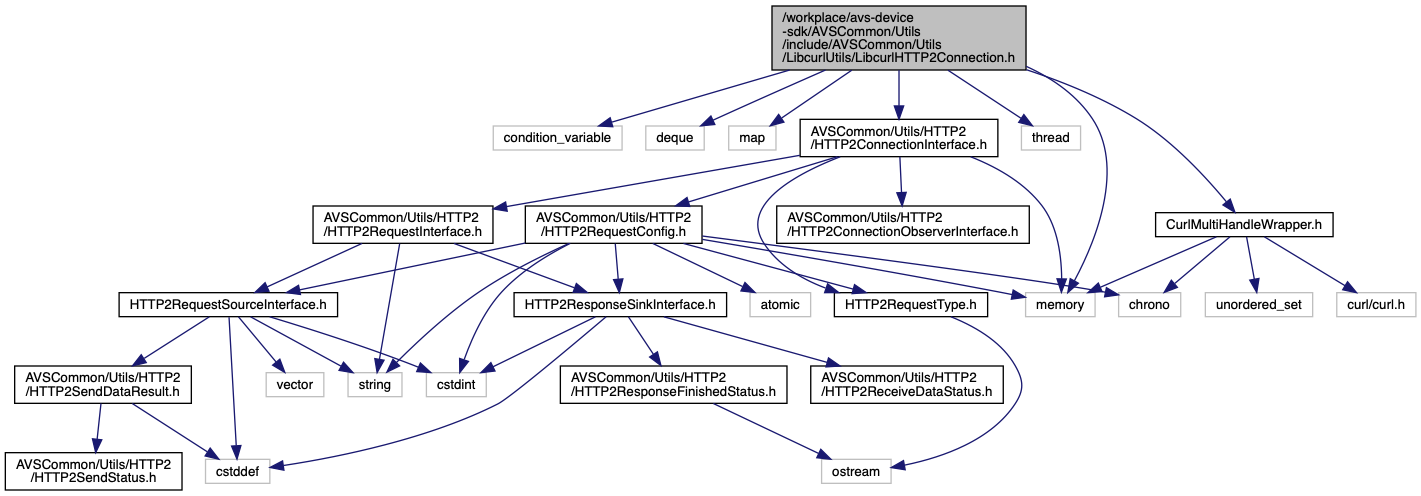 /workplace/avs-device
-sdk/AVSCommon/Utils
/include/AVSCommon/Utils
/LibcurlUtils/LibcurlHTTP2Connection.h
condition_variable
deque
map
AVSCommon/Utils/HTTP2
/HTTP2ConnectionInterface.h
thread
AVSCommon/Utils/HTTP2
/HTTP2RequestInterface.h
AVSCommon/Utils/HTTP2
/HTTP2RequestConfig.h
AVSCommon/Utils/HTTP2
/HTTP2ConnectionObserverInterface.h
CurlMultiHandleWrapper.h
HTTP2RequestSourceInterface.h
HTTP2ResponseSinkInterface.h
atomic
HTTP2RequestType.h
memory
chrono
unordered_set
curl/curl.h
AVSCommon/Utils/HTTP2
/HTTP2SendDataResult.h
vector
string
cstdint
AVSCommon/Utils/HTTP2
/HTTP2ResponseFinishedStatus.h
AVSCommon/Utils/HTTP2
/HTTP2ReceiveDataStatus.h
AVSCommon/Utils/HTTP2
/HTTP2SendStatus.h
cstddef
ostream